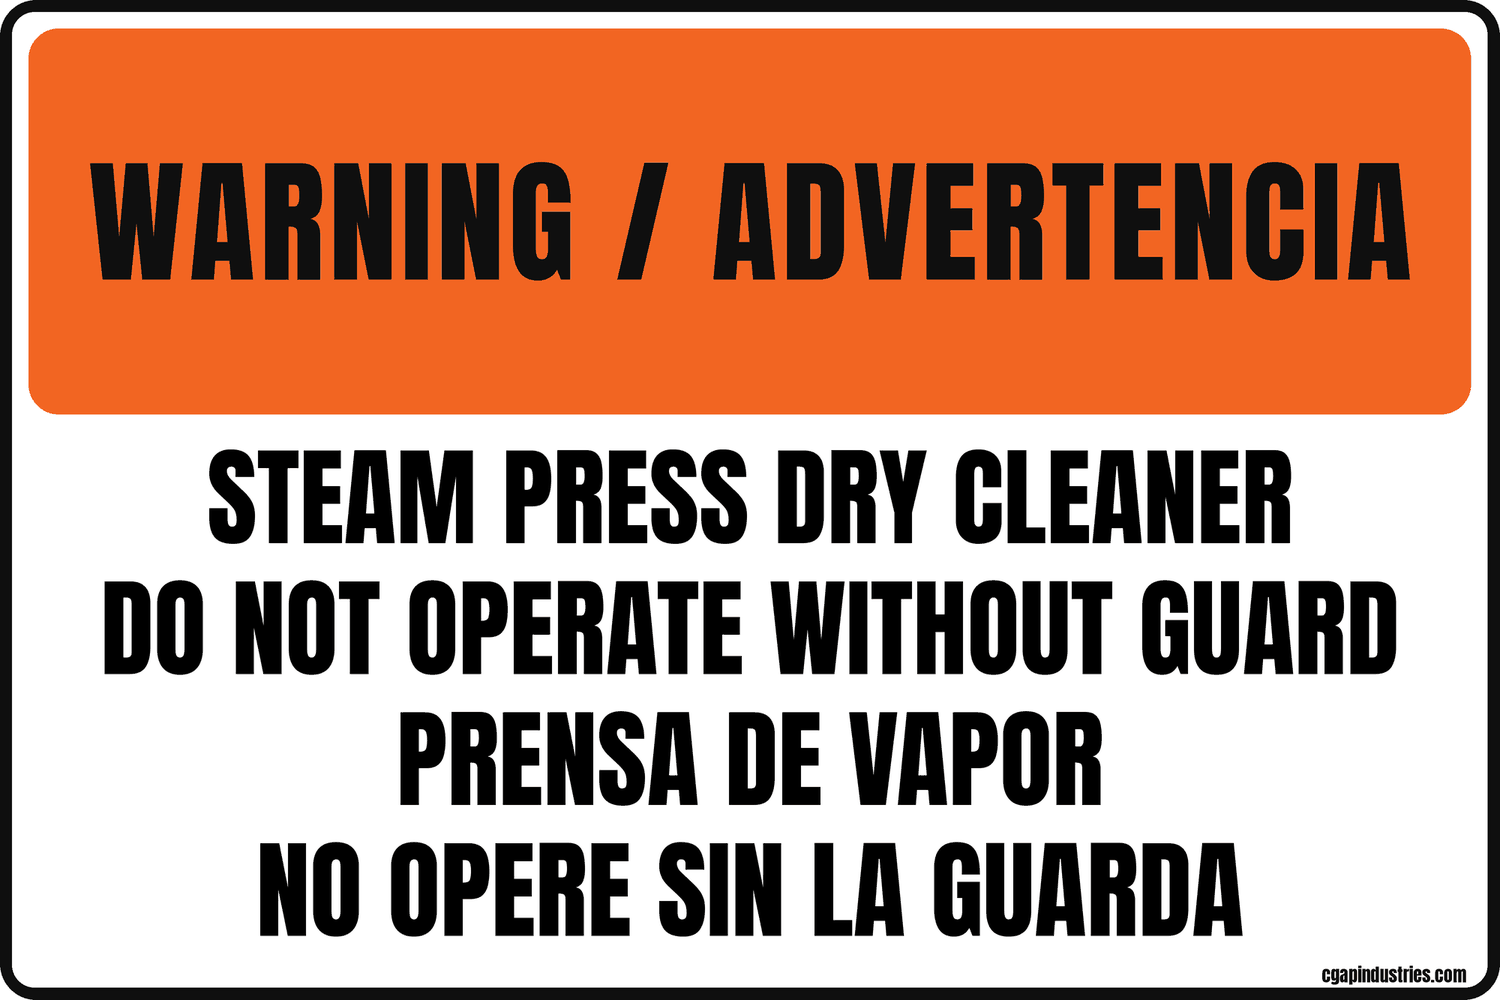 WARNING / ADVERTENCIA
STEAM PRESS DRY CLEANER
DO NOT OPERATE WITHOUT GUARD
PRENSA DE VAPOR
NO OPERE SIN LA GUARDA
cgapindustries.com